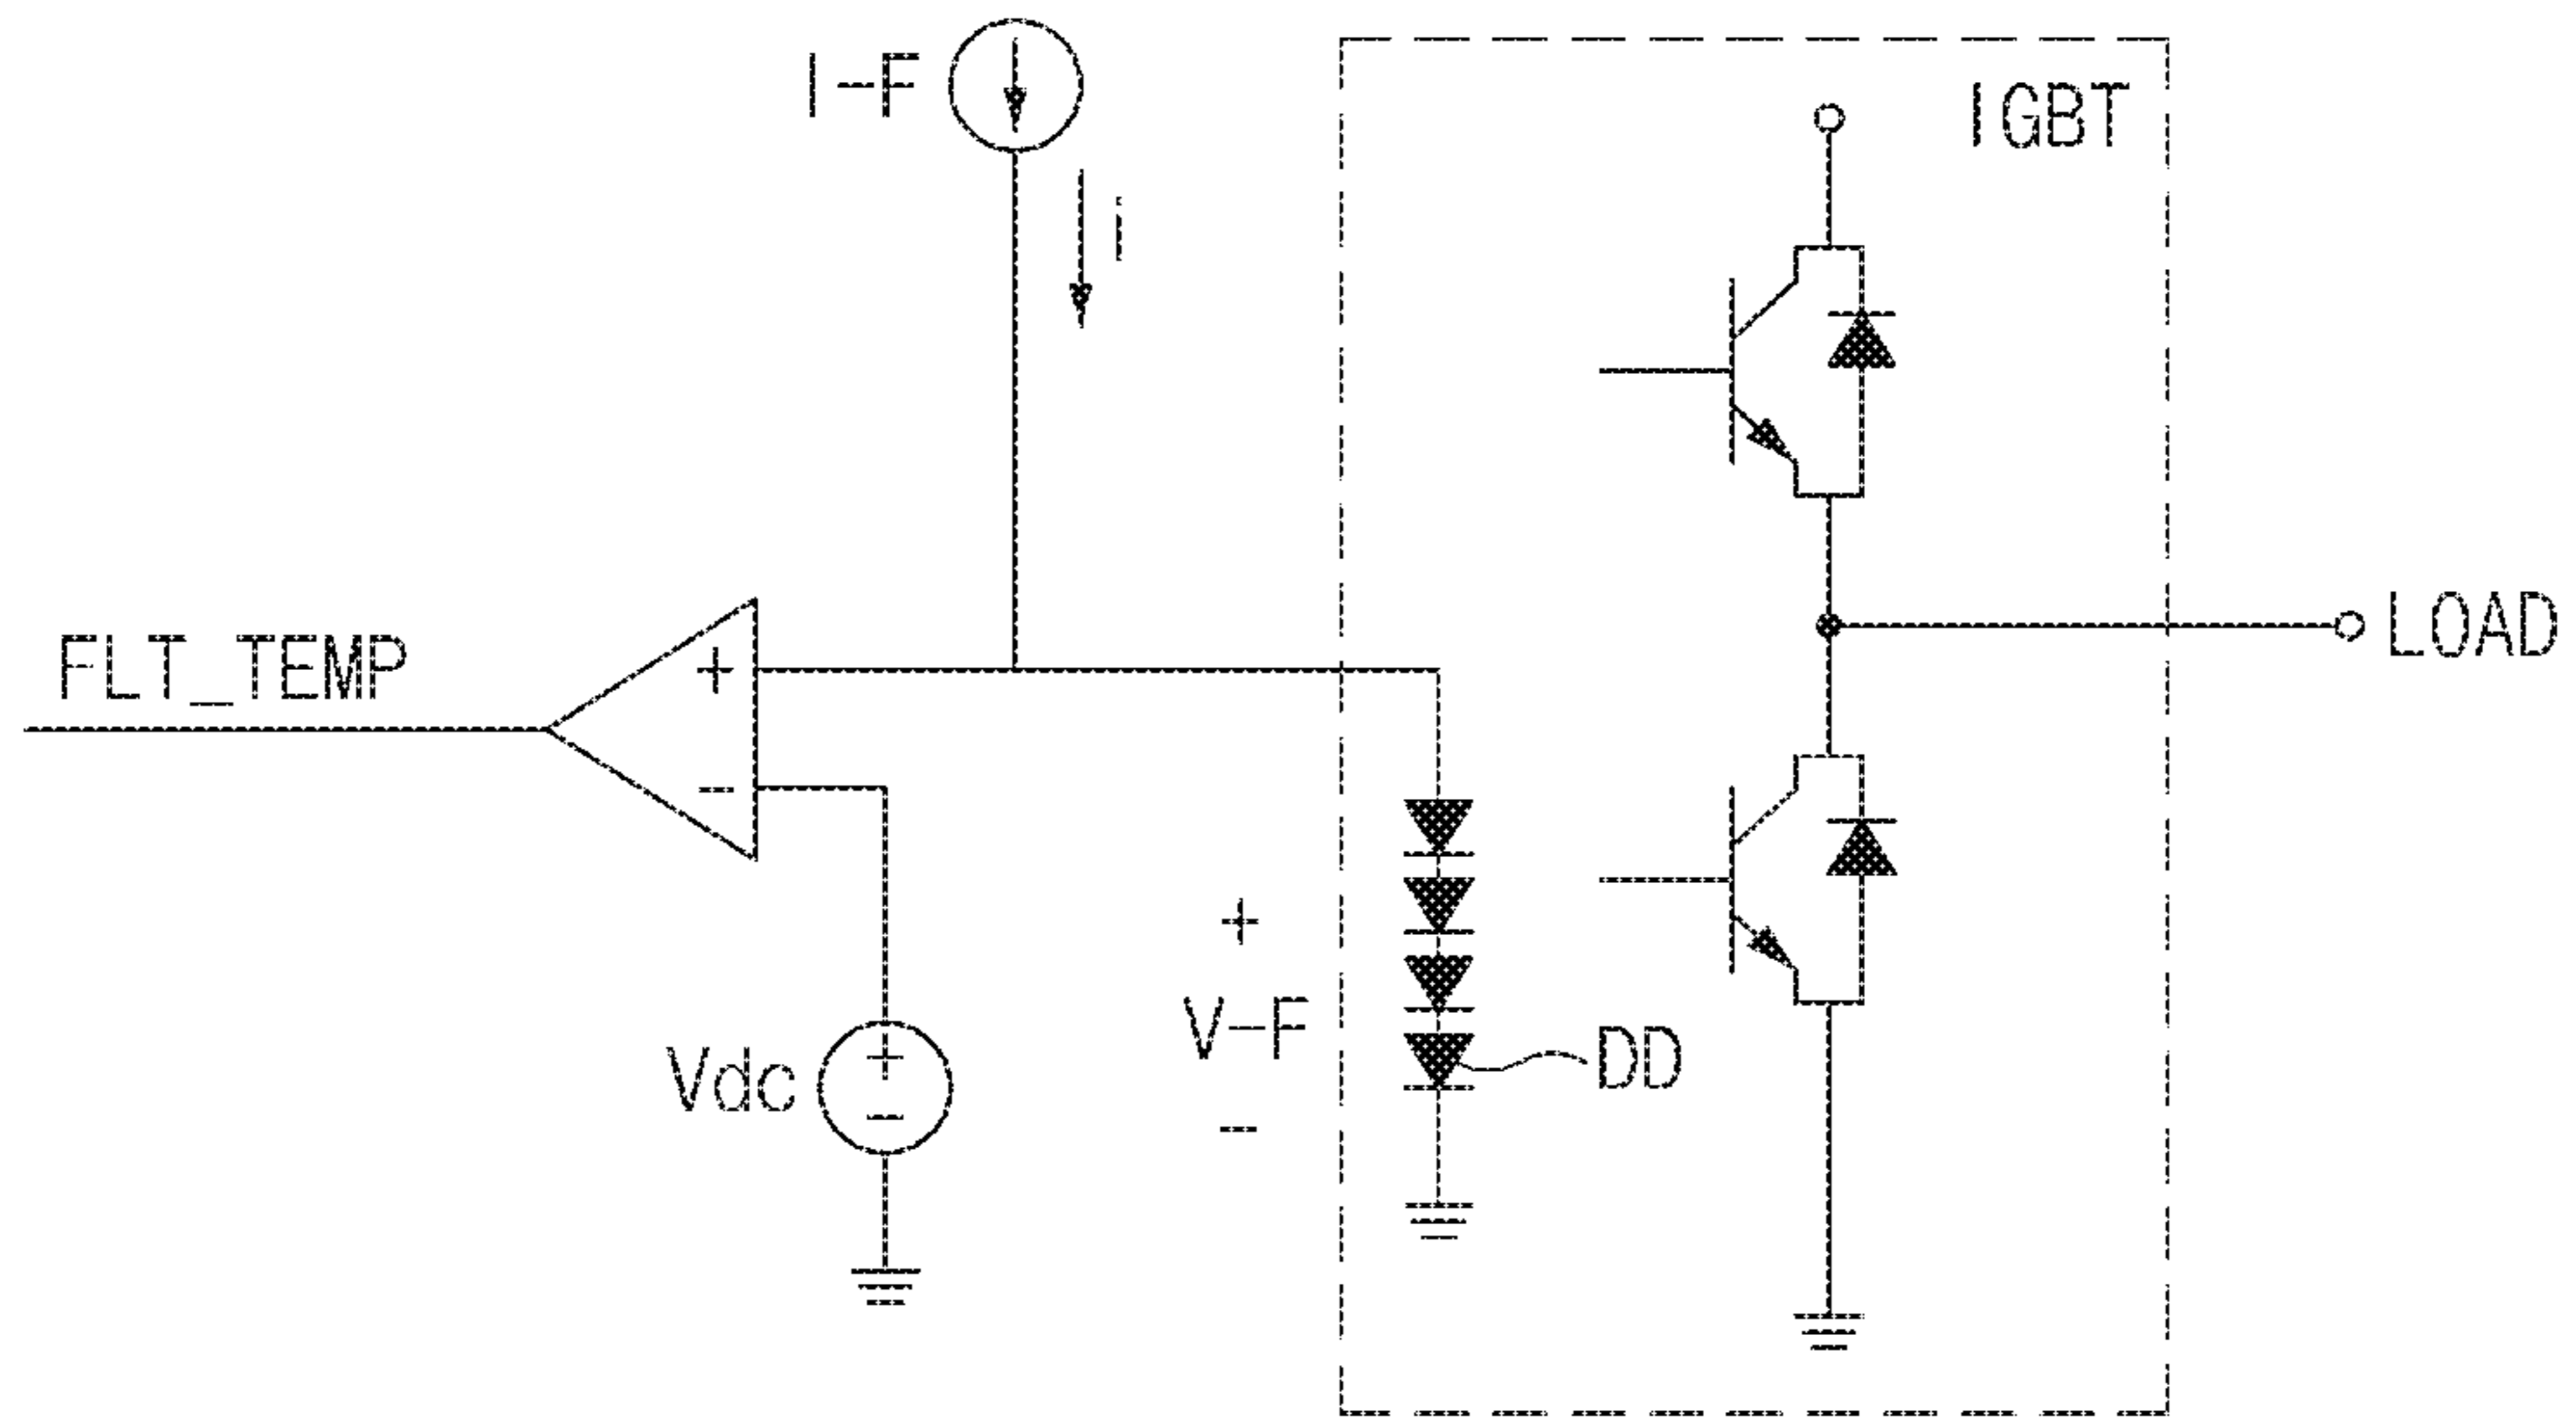 I-F
IGBT
i
FLT_TEMP
+
-
LOAD
+
V-F
-
DD
Vdc
+
-